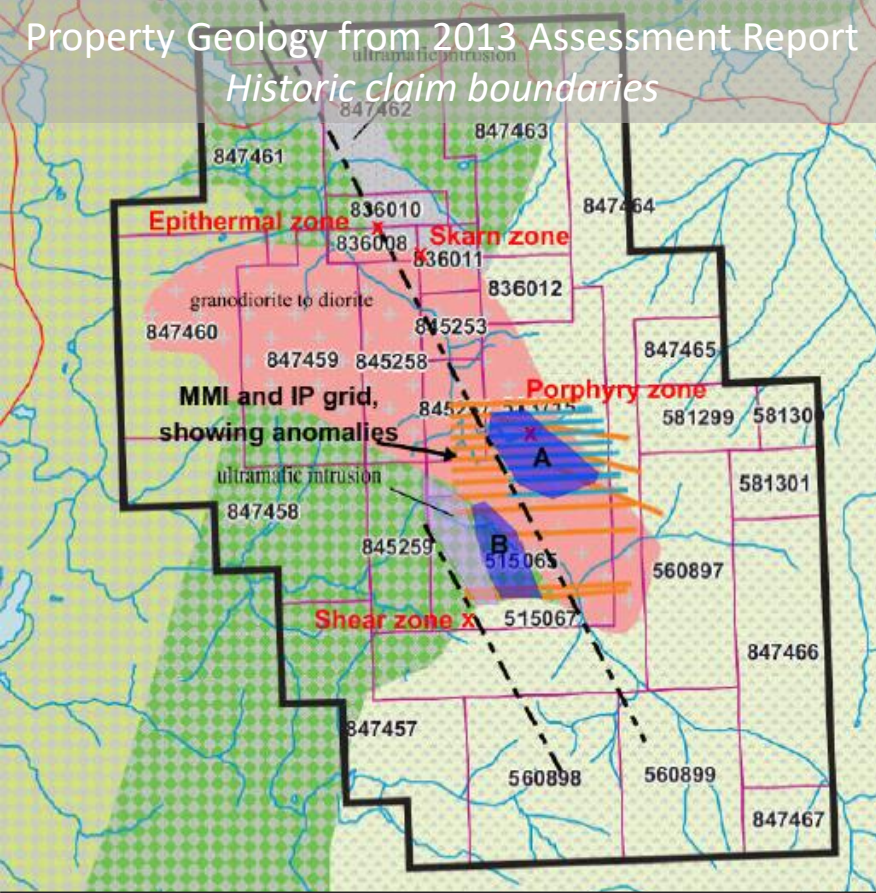 Property Geology from 2013 Assessment Report
ultramafic intrusion
Historic claim boundaries
847462
847463
847461
847464
836010
Epithermal zone
836008
Skarn zone
836011
836012
granodiorite to diorite
847460
845253
847459
845258
847465
Porphyry zone
MMI and IP grid,
showing anomalies
581299
A
ultramafic intrusion
581301
847458
845259
B
515065
560897
Shear zone x
515067
847466
847457
560898
560899
847467